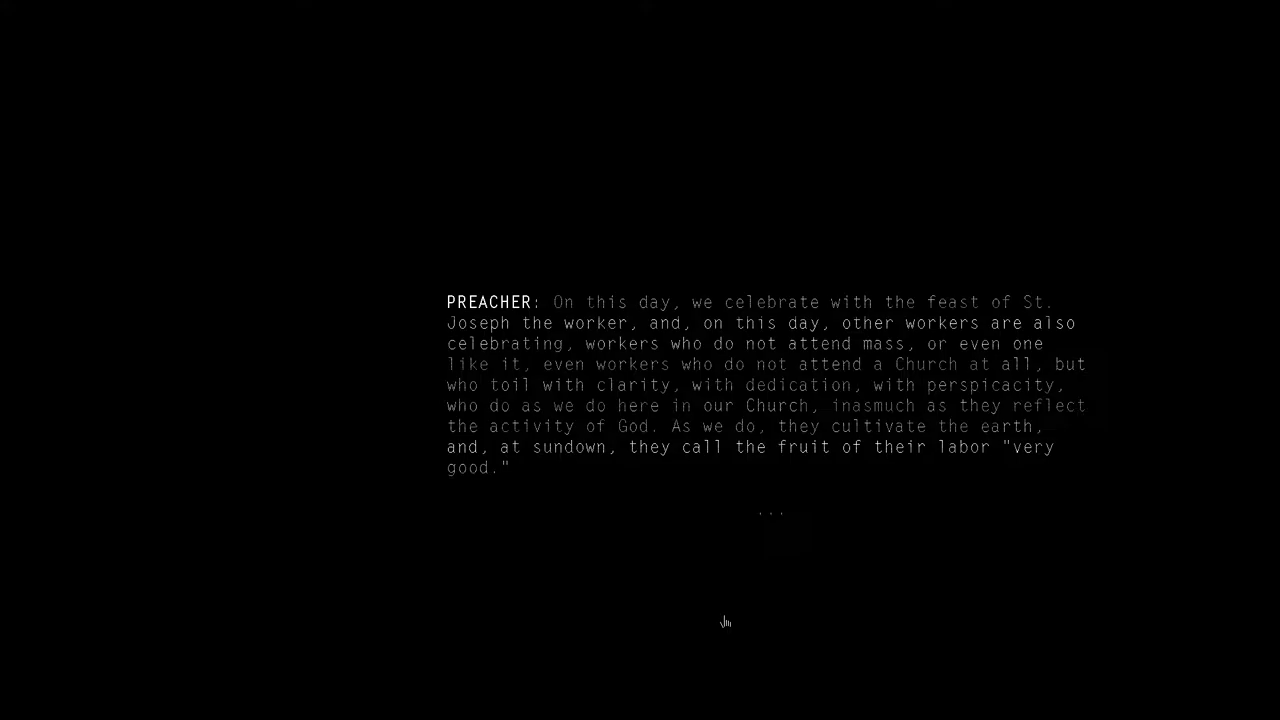 PREACHER: On this day, we celebrate with the feast of St.
Joseph the worker, and, on this day, other workers are also
celebrating, workers who do not attend mass, or even one
like it, even workers who do not attend a Church at all, but
who toil with clarity, with dedication, with perspicacity,
who do as we do here in our Church, inasmuch as they reflect
the activity of God. As we do, they cultivate the earth,
and, at sundown, they call the fruit of their labor "very
good."
...